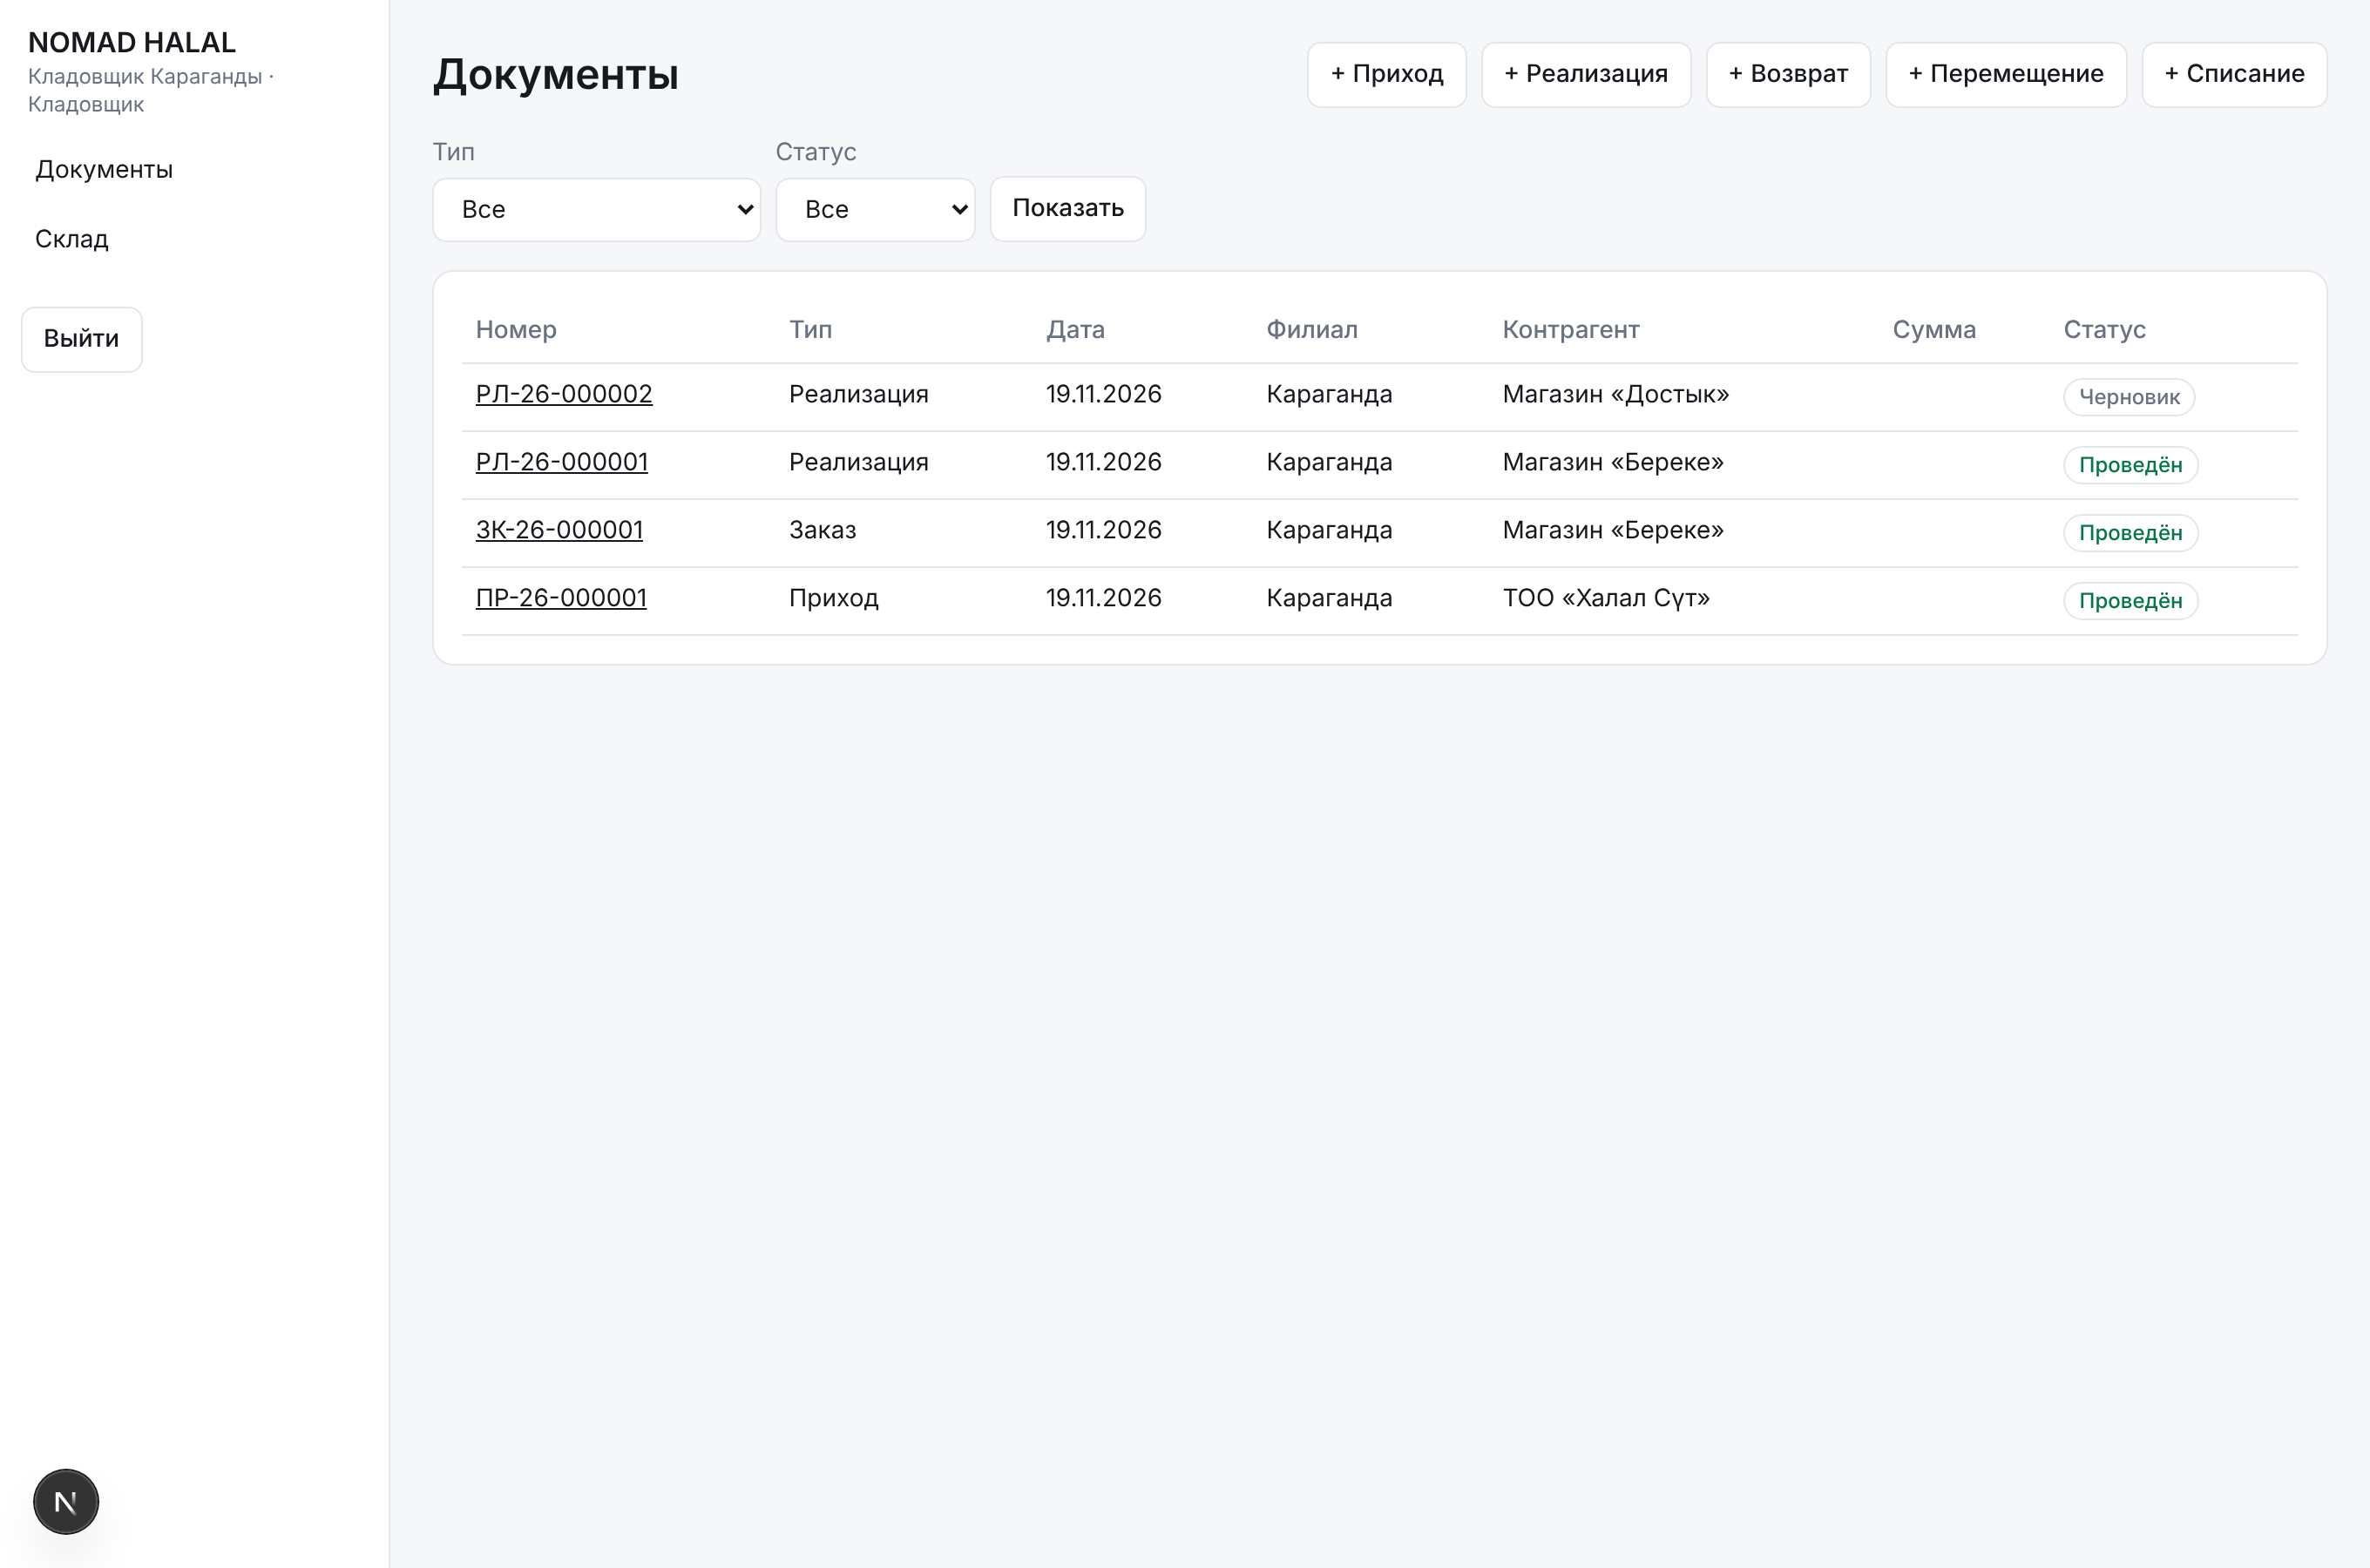 NOMAD HALAL
Кладовщик Караганды ·
Кладовщик
Документы
Склад
Выйти
Документы
+ Приход
+ Реализация
+ Возврат
+ Перемещение
+ Списание
Тип
Статус
Все
Все
Показать
Номер Тип Дата Филиал Контрагент Сумма Статус
РЛ-26-000002 Реализация 19.11.2026 Караганда Магазин «Достык» Черновик
РЛ-26-000001 Реализация 19.11.2026 Караганда Магазин «Береке» Проведён
ЗК-26-000001 Заказ 19.11.2026 Караганда Магазин «Береке» Проведён
ПР-26-000001 Приход 19.11.2026 Караганда ТОО «Халал Сүт» Проведён
N